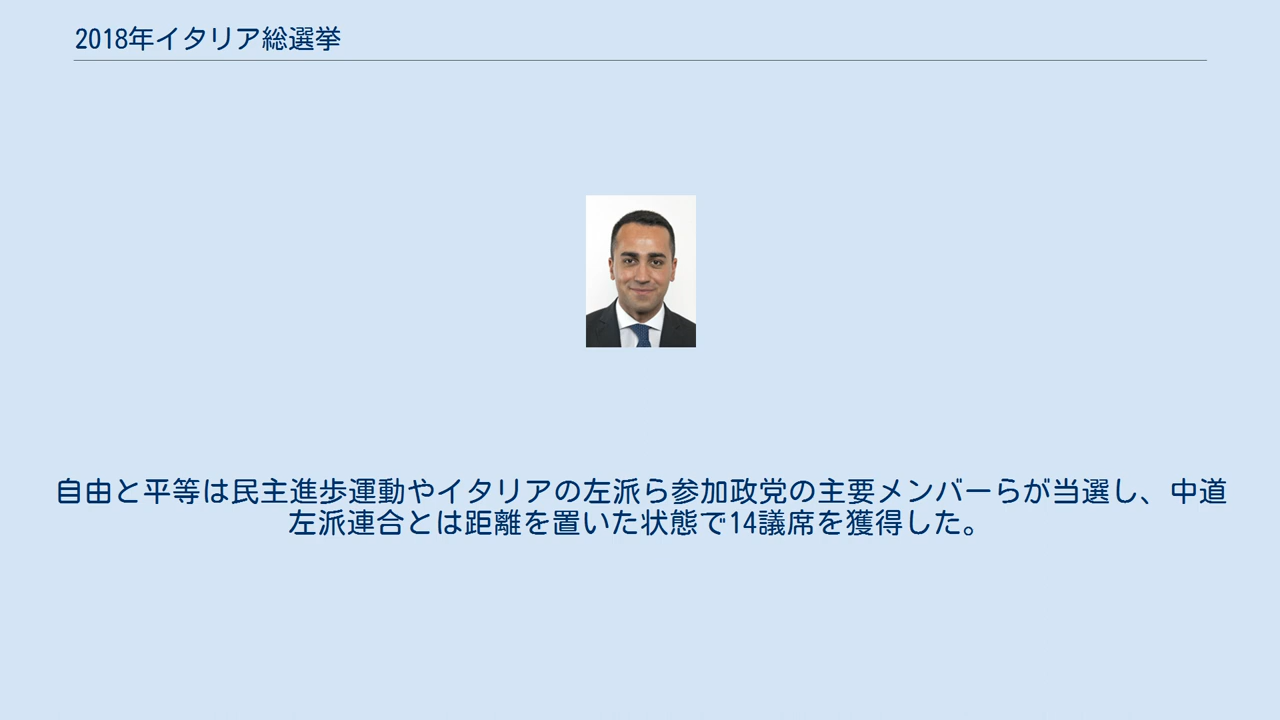 2018年イタリア総選挙
自由と平等は民主進歩運動やイタリアの左派ら参加政党の主要メンバーらが当選し、中道
左派連合とは距離を置いた状態で14議席を獲得した。